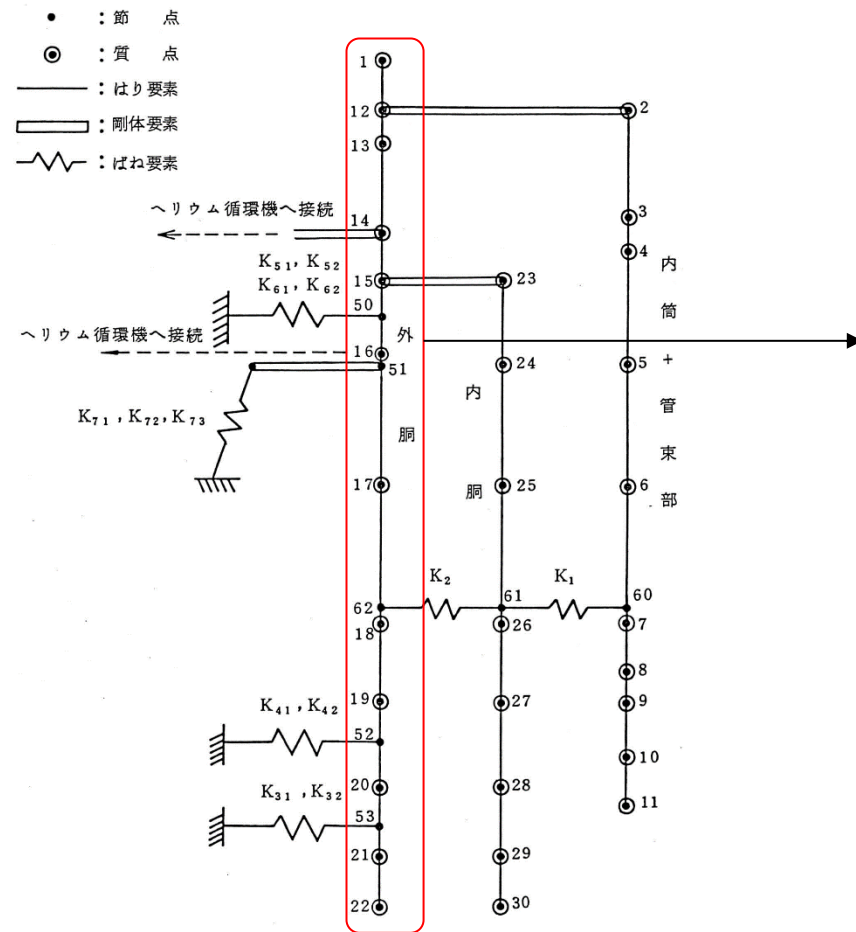 ● : 節 点
◉ : 質 点
: はり要素
: 剛体要素
: ばね要素
1
12
2
13
ヘリウム循環機へ接続
14
3
4
K51, K52
K61, K62
15
23
50
ヘリウム循環機へ接続
16
51
24
5
K71, K72, K73
外
胴
内
胴
内筒+管束部
17
25
6
K2
K1
62
61
60
18
26
7
8
19
27
9
K41, K42
52
10
20
28
11
K31, K32
53
21
29
22
30